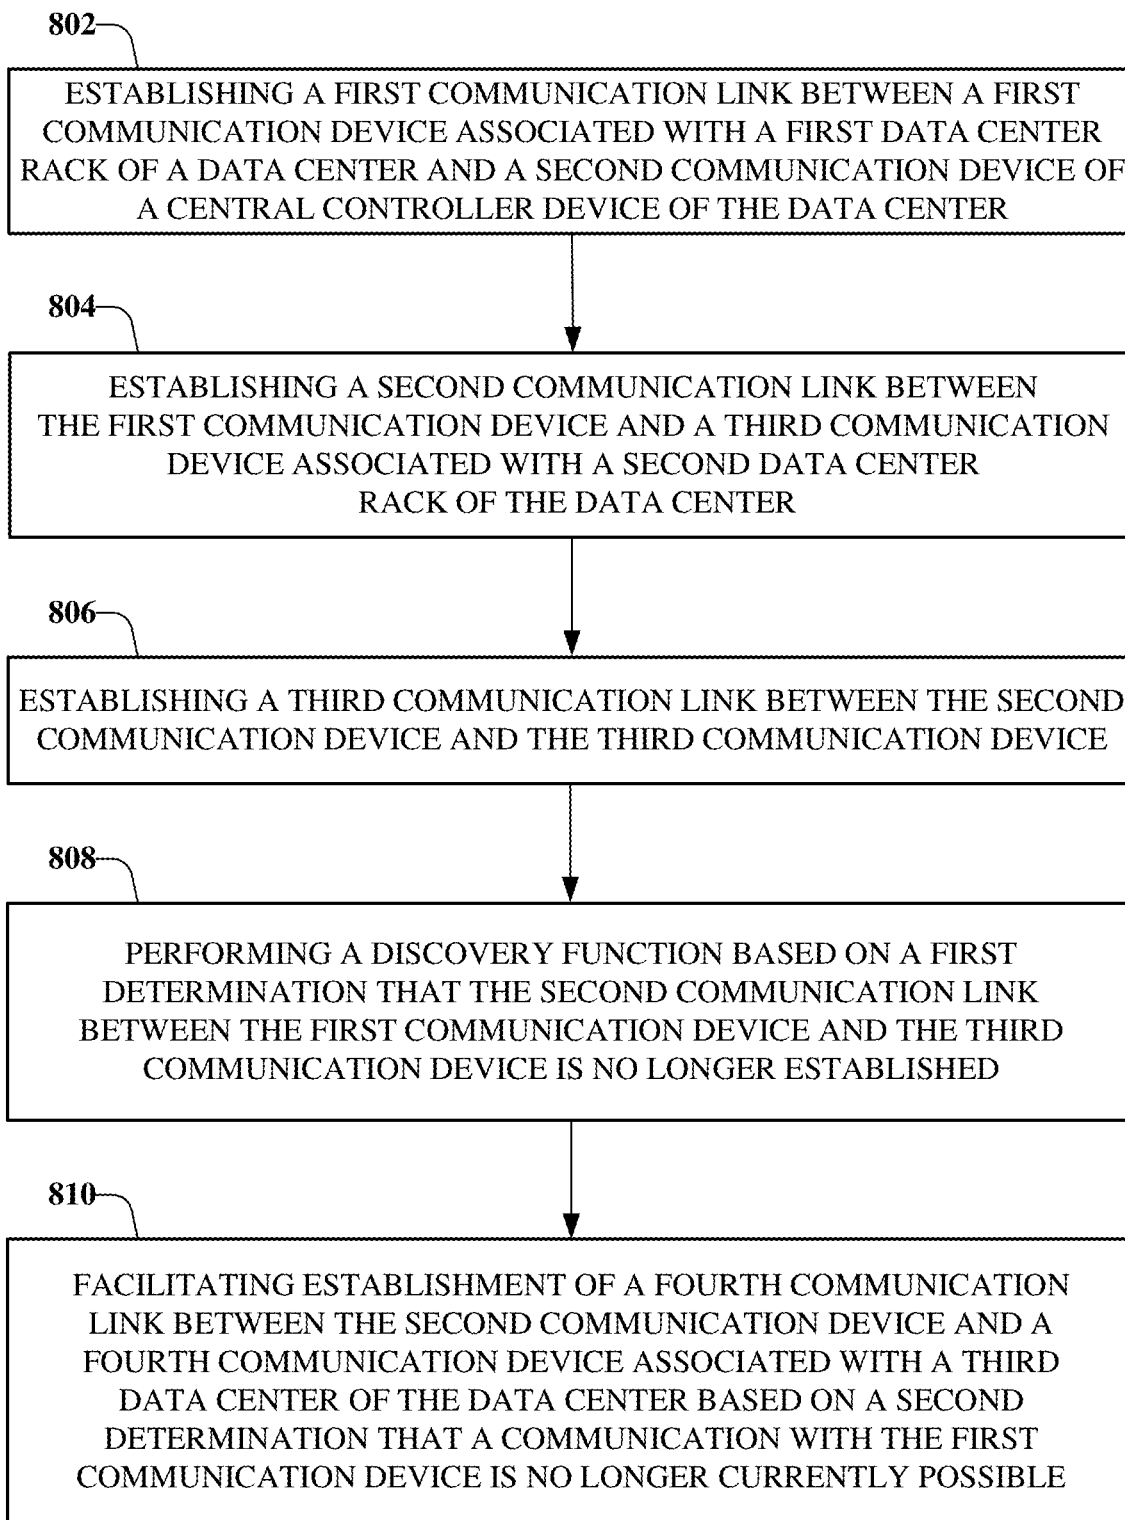 802
ESTABLISHING A FIRST COMMUNICATION LINK BETWEEN A FIRST
COMMUNICATION DEVICE ASSOCIATED WITH A FIRST DATA CENTER
RACK OF A DATA CENTER AND A SECOND COMMUNICATION DEVICE OF
A CENTRAL CONTROLLER DEVICE OF THE DATA CENTER
804
ESTABLISHING A SECOND COMMUNICATION LINK BETWEEN
THE FIRST COMMUNICATION DEVICE AND A THIRD COMMUNICATION
DEVICE ASSOCIATED WITH A SECOND DATA CENTER
RACK OF THE DATA CENTER
806
ESTABLISHING A THIRD COMMUNICATION LINK BETWEEN THE SECOND
COMMUNICATION DEVICE AND THE THIRD COMMUNICATION DEVICE
808
PERFORMING A DISCOVERY FUNCTION BASED ON A FIRST
DETERMINATION THAT THE SECOND COMMUNICATION LINK
BETWEEN THE FIRST COMMUNICATION DEVICE AND THE THIRD
COMMUNICATION DEVICE IS NO LONGER ESTABLISHED
810
FACILITATING ESTABLISHMENT OF A FOURTH COMMUNICATION
LINK BETWEEN THE SECOND COMMUNICATION DEVICE AND A
FOURTH COMMUNICATION DEVICE ASSOCIATED WITH A THIRD
DATA CENTER OF THE DATA CENTER BASED ON A SECOND
DETERMINATION THAT A COMMUNICATION WITH THE FIRST
COMMUNICATION DEVICE IS NO LONGER CURRENTLY POSSIBLE